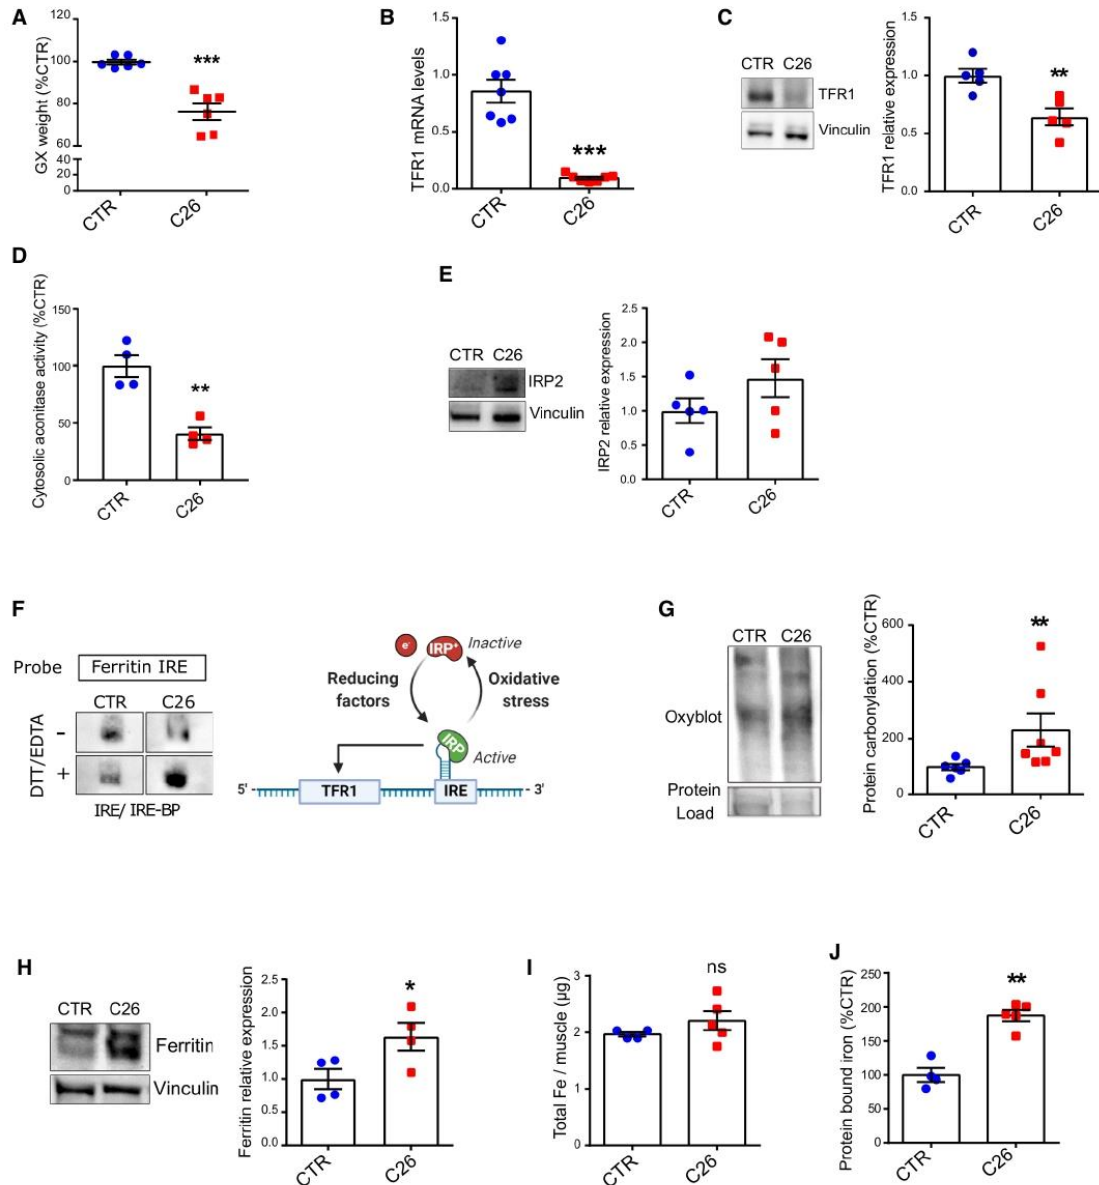 A
GX weight (%CTR)
120
100
80
60
40
20
0
***
CTR
C26
B
TFR1 mRNA levels
1.5
1.0
0.5
0.0
***
CTR
C26
C
CTR C26
TFR1
Vinculin
TFR1 relative expression
1.5
1.0
0.5
0.0
**
CTR
C26
D
Cytosolic aconitase activity (%CTR)
150
100
50
0
**
CTR
C26
E
CTR C26
IRP2
Vinculin
IRP2 relative expression
2.5
2.0
1.5
1.0
0.5
0.0
CTR
C26
F
Probe Ferritin IRE
CTR C26
DTT/EDTA
-
+
IRE/ IRE-BP
e-
IRP+
Inactive
Reducing
factors
Oxidative
stress
IRP
Active
5' TFR1 IRE 3'
G
CTR C26
Oxyblot
Protein
Load
Protein carbonylation (%CTR)
600
400
200
0
**
CTR
C26
H
CTR C26
Ferritin
Vinculin
Ferritin relative expression
2.5
2.0
1.5
1.0
0.5
0.0
*
CTR
C26
I
Total Fe / muscle (µg)
3
2
1
0
ns
CTR
C26
J
Protein bound iron (%CTR)
250
200
150
100
50
0
**
CTR
C26